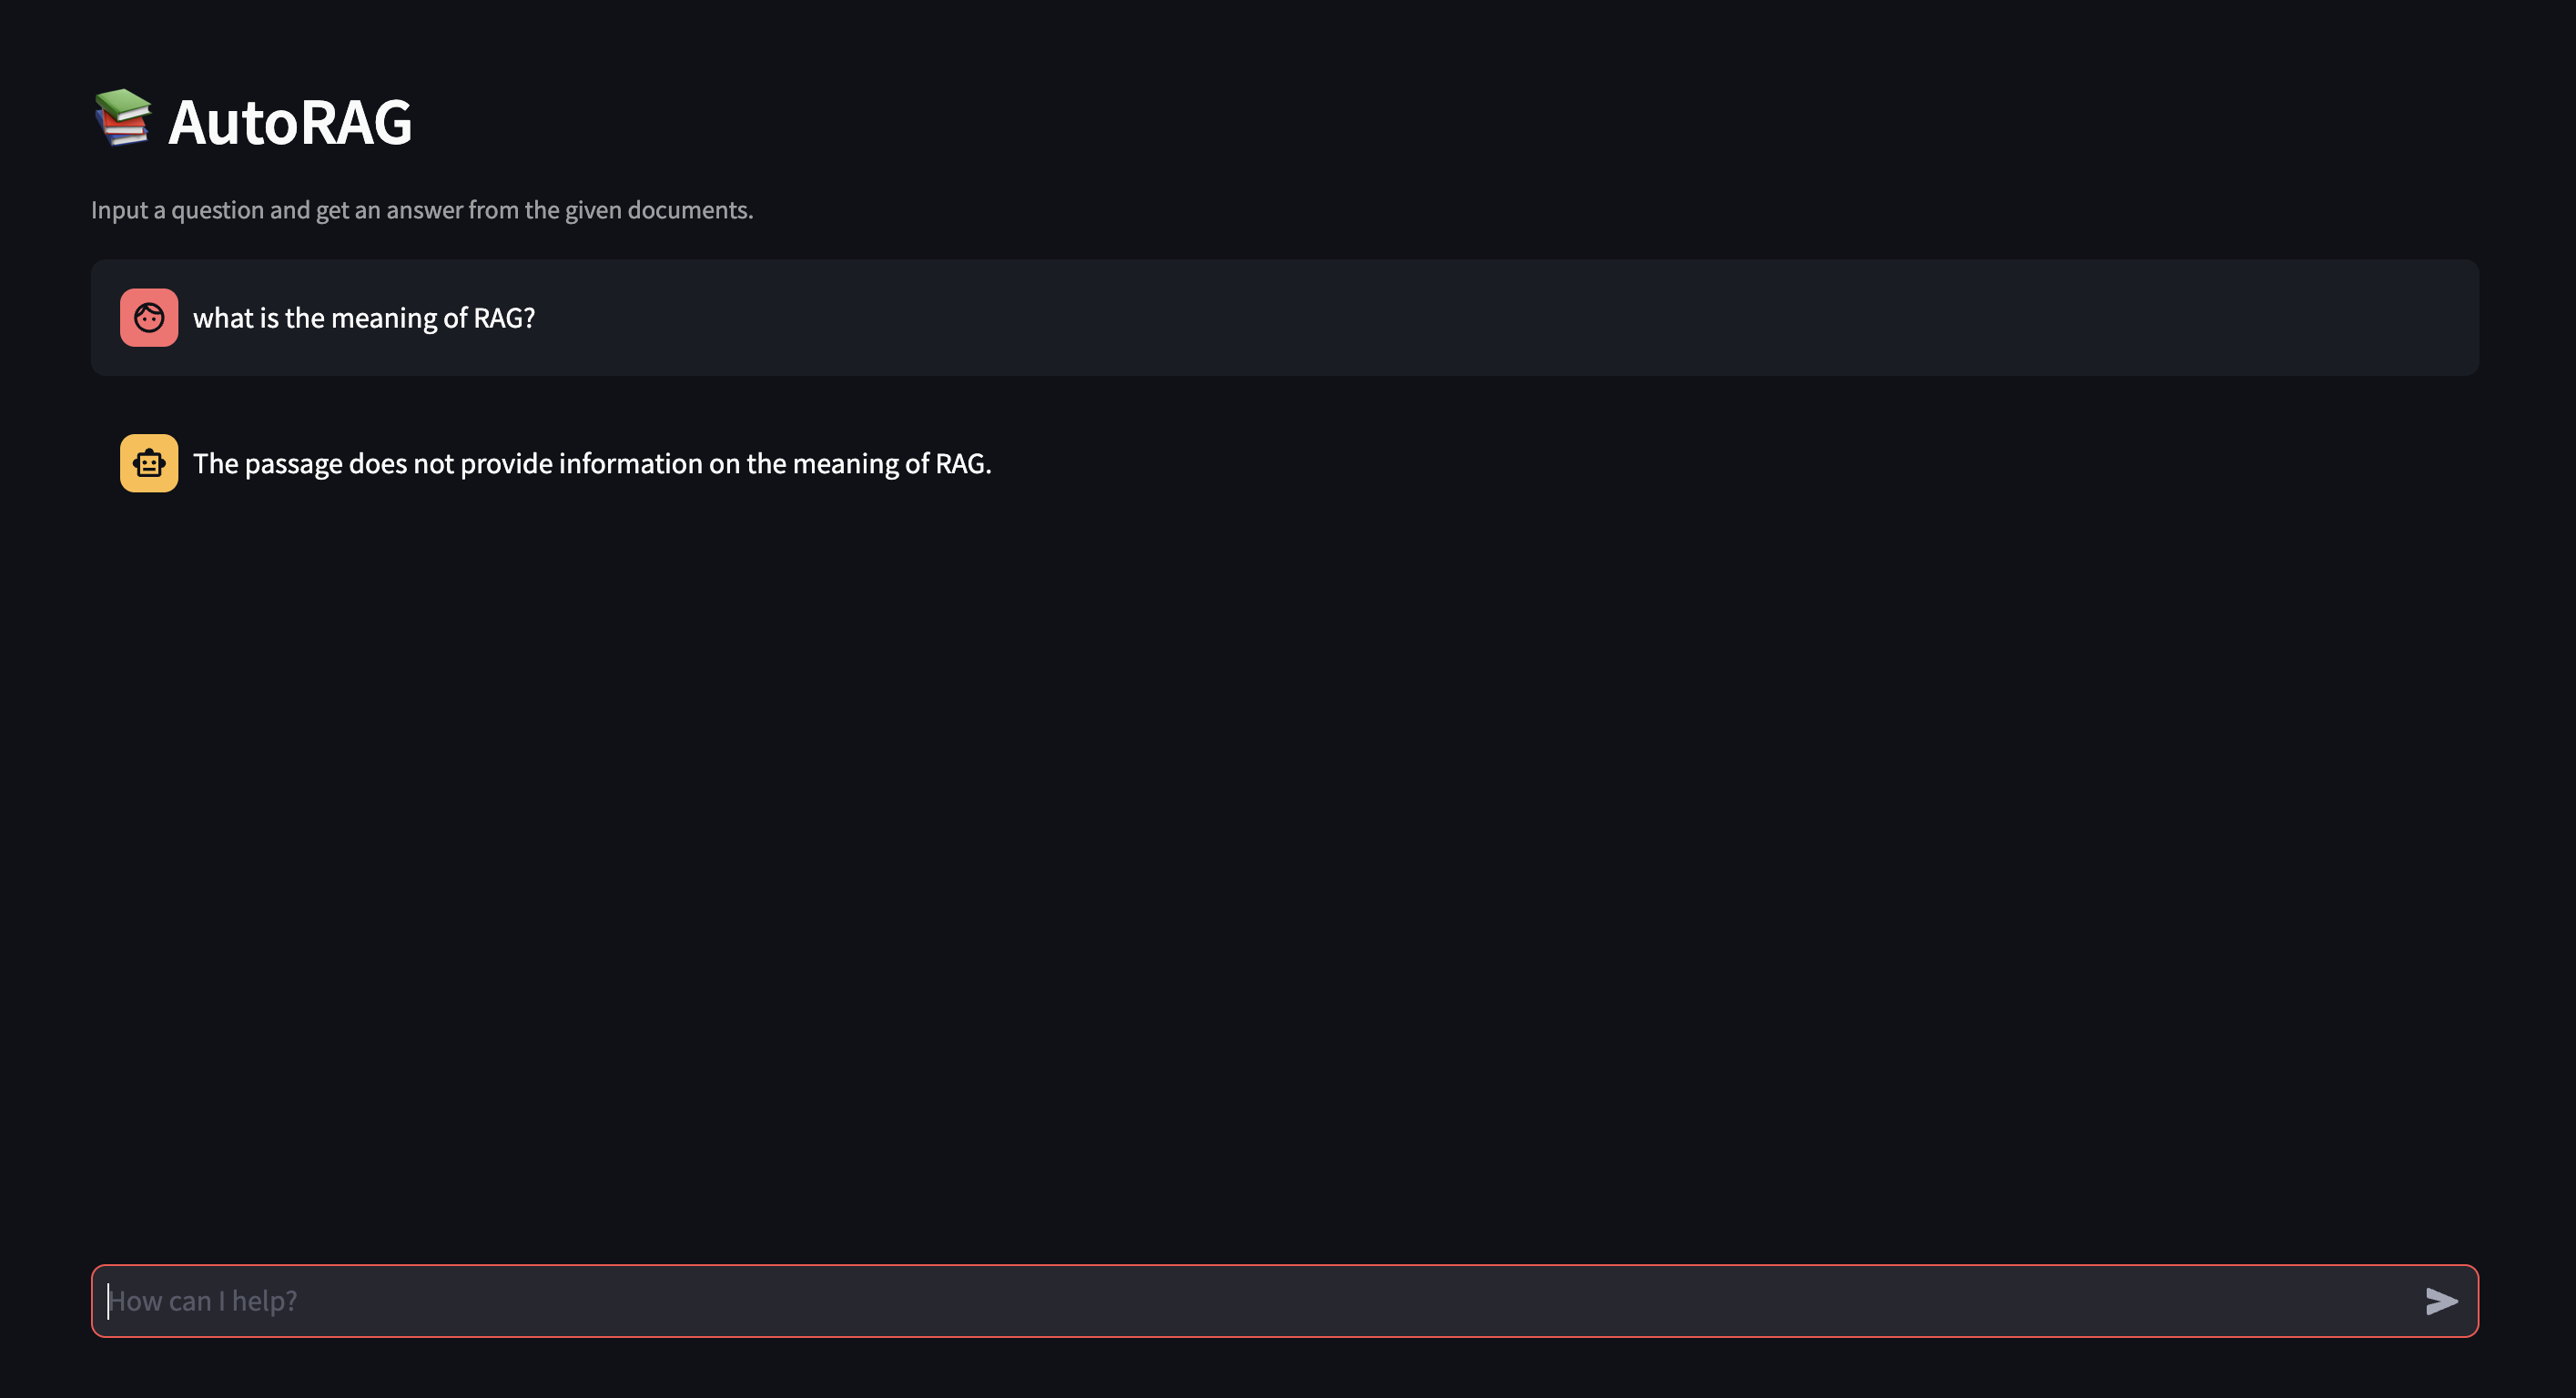 AutoRAG
Input a question and get an answer from the given documents.
what is the meaning of RAG?
The passage does not provide information on the meaning of RAG.
How can I help?